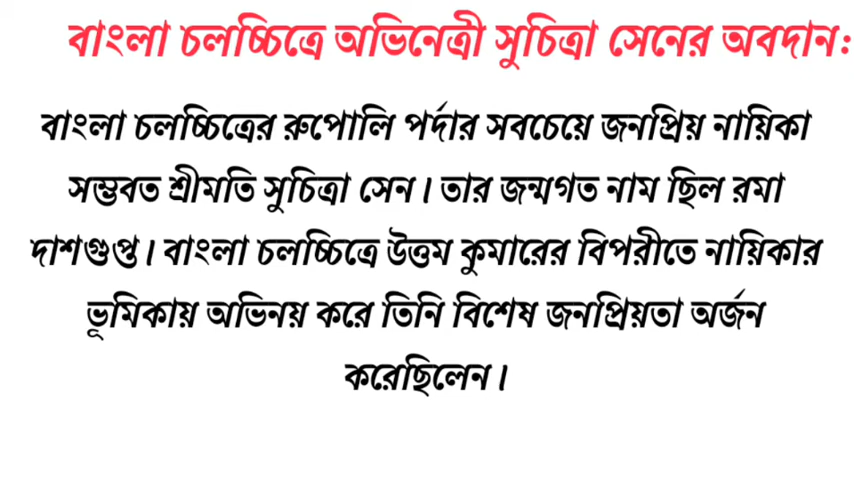 বাংলা চলচ্চিত্রে অভিনেত্রী সুচিত্রা সেনের অবদান:
বাংলা চলচ্চিত্রের রুপোলি পর্দার সবচেয়ে জনপ্রিয় নায়িকা
সম্ভবত শ্রীমতি সুচিত্রা সেন। তার জন্মগত নাম ছিল রমা
দাশগুপ্ত। বাংলা চলচ্চিত্রে উত্তম কুমারের বিপরীতে নায়িকার
ভূমিকায় অভিনয় করে তিনি বিশেষ জনপ্রিয়তা অর্জন
করেছিলেন।